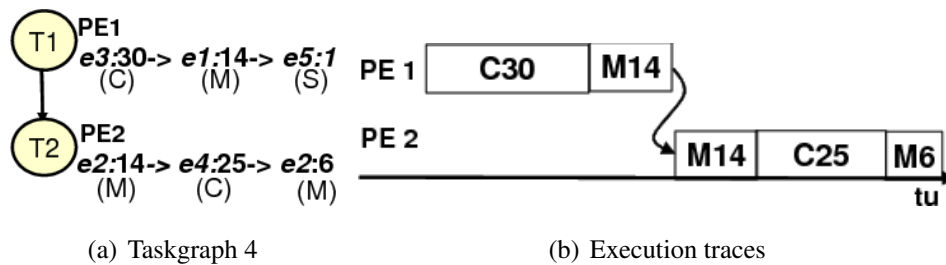 T1
PE1
e3:30-> e1:14-> e5:1
(C) (M) (S)
T2
PE2
e2:14-> e4:25-> e2:6
(M) (C) (M)
PE 1
C30 M14
PE 2
M14 C25 M6
tu
(a) Taskgraph 4
(b) Execution traces